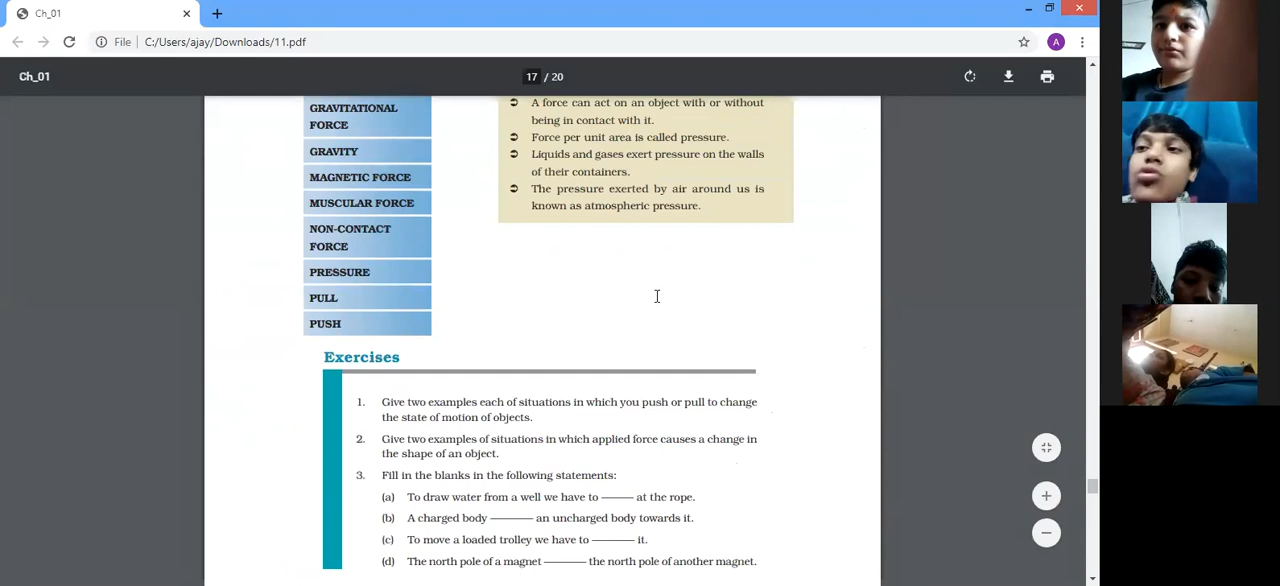 Ch_01
File
C:/Users/ajay/Downloads/11.pdf
A
Ch_01
17 / 20
GRAVITATIONAL
FORCE
GRAVITY
MAGNETIC FORCE
MUSCULAR FORCE
NON-CONTACT
FORCE
PRESSURE
PULL
PUSH
A force can act on an object with or without
being in contact with it.
Force per unit area is called pressure.
Liquids and gases exert pressure on the walls
of their containers.
The pressure exerted by air around us is
known as atmospheric pressure.
Exercises
1. Give two examples each of situations in which you push or pull to change
the state of motion of objects.
2. Give two examples of situations in which applied force causes a change in
the shape of an object.
3. Fill in the blanks in the following statements:
(a) To draw water from a well we have to ______ at the rope.
(b) A charged body ______ an uncharged body towards it.
(c) To move a loaded trolley we have to ______ it.
(d) The north pole of a magnet ______ the north pole of another magnet.